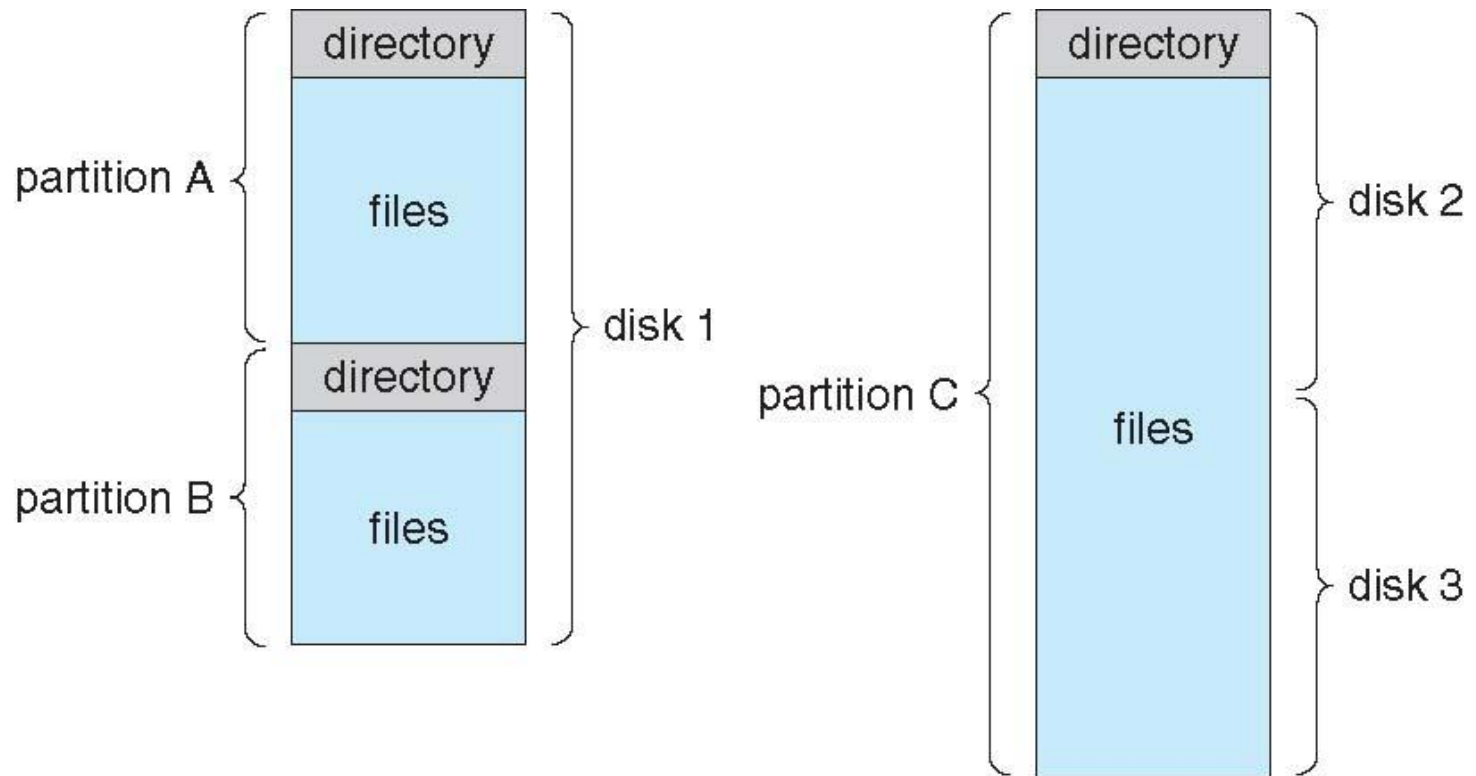 directory
partition A
files
disk 1
directory
partition B
files
directory
disk 2
partition C
files
disk 3